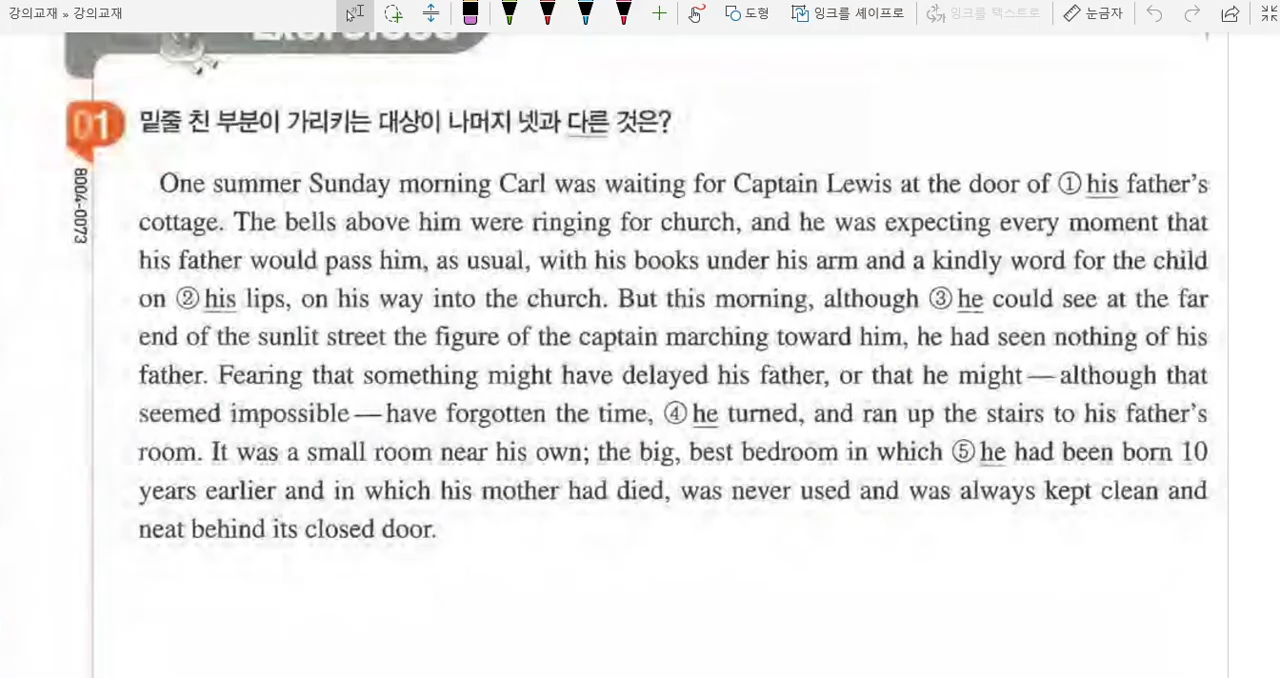 강의교재 » 강의교재
도형
잉크를 셰이프로
잉크를 텍스트로
눈금자
Exercises
01
밑줄 친 부분이 가리키는 대상이 나머지 넷과 다른 것은?
8004-0073
One summer Sunday morning Carl was waiting for Captain Lewis at the door of ① his father's
cottage. The bells above him were ringing for church, and he was expecting every moment that
his father would pass him, as usual, with his books under his arm and a kindly word for the child
on ② his lips, on his way into the church. But this morning, although ③ he could see at the far
end of the sunlit street the figure of the captain marching toward him, he had seen nothing of his
father. Fearing that something might have delayed his father, or that he might — although that
seemed impossible — have forgotten the time, ④ he turned, and ran up the stairs to his father's
room. It was a small room near his own; the big, best bedroom in which ⑤ he had been born 10
years earlier and in which his mother had died, was never used and was always kept clean and
neat behind its closed door.